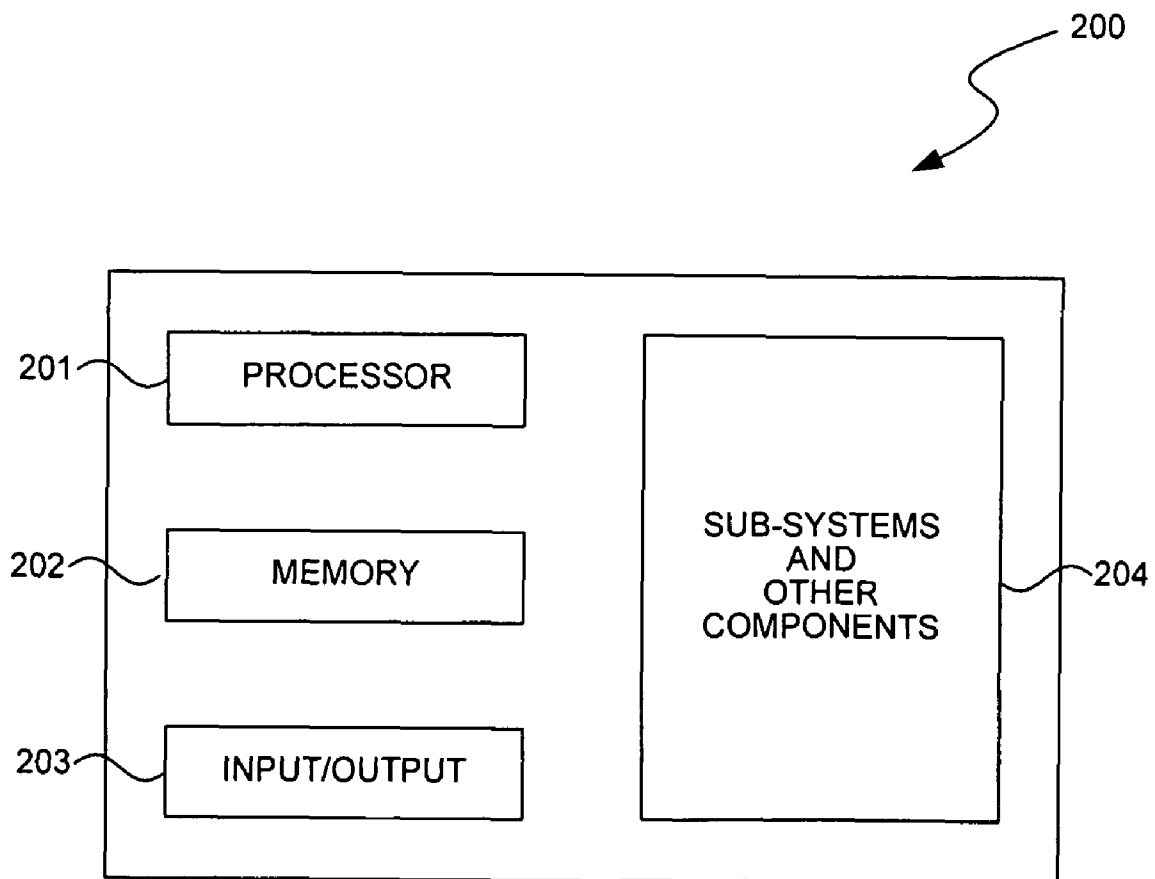 200
201
PROCESSOR
202
MEMORY
203
INPUT/OUTPUT
SUB-SYSTEMS
AND
OTHER
COMPONENTS
204